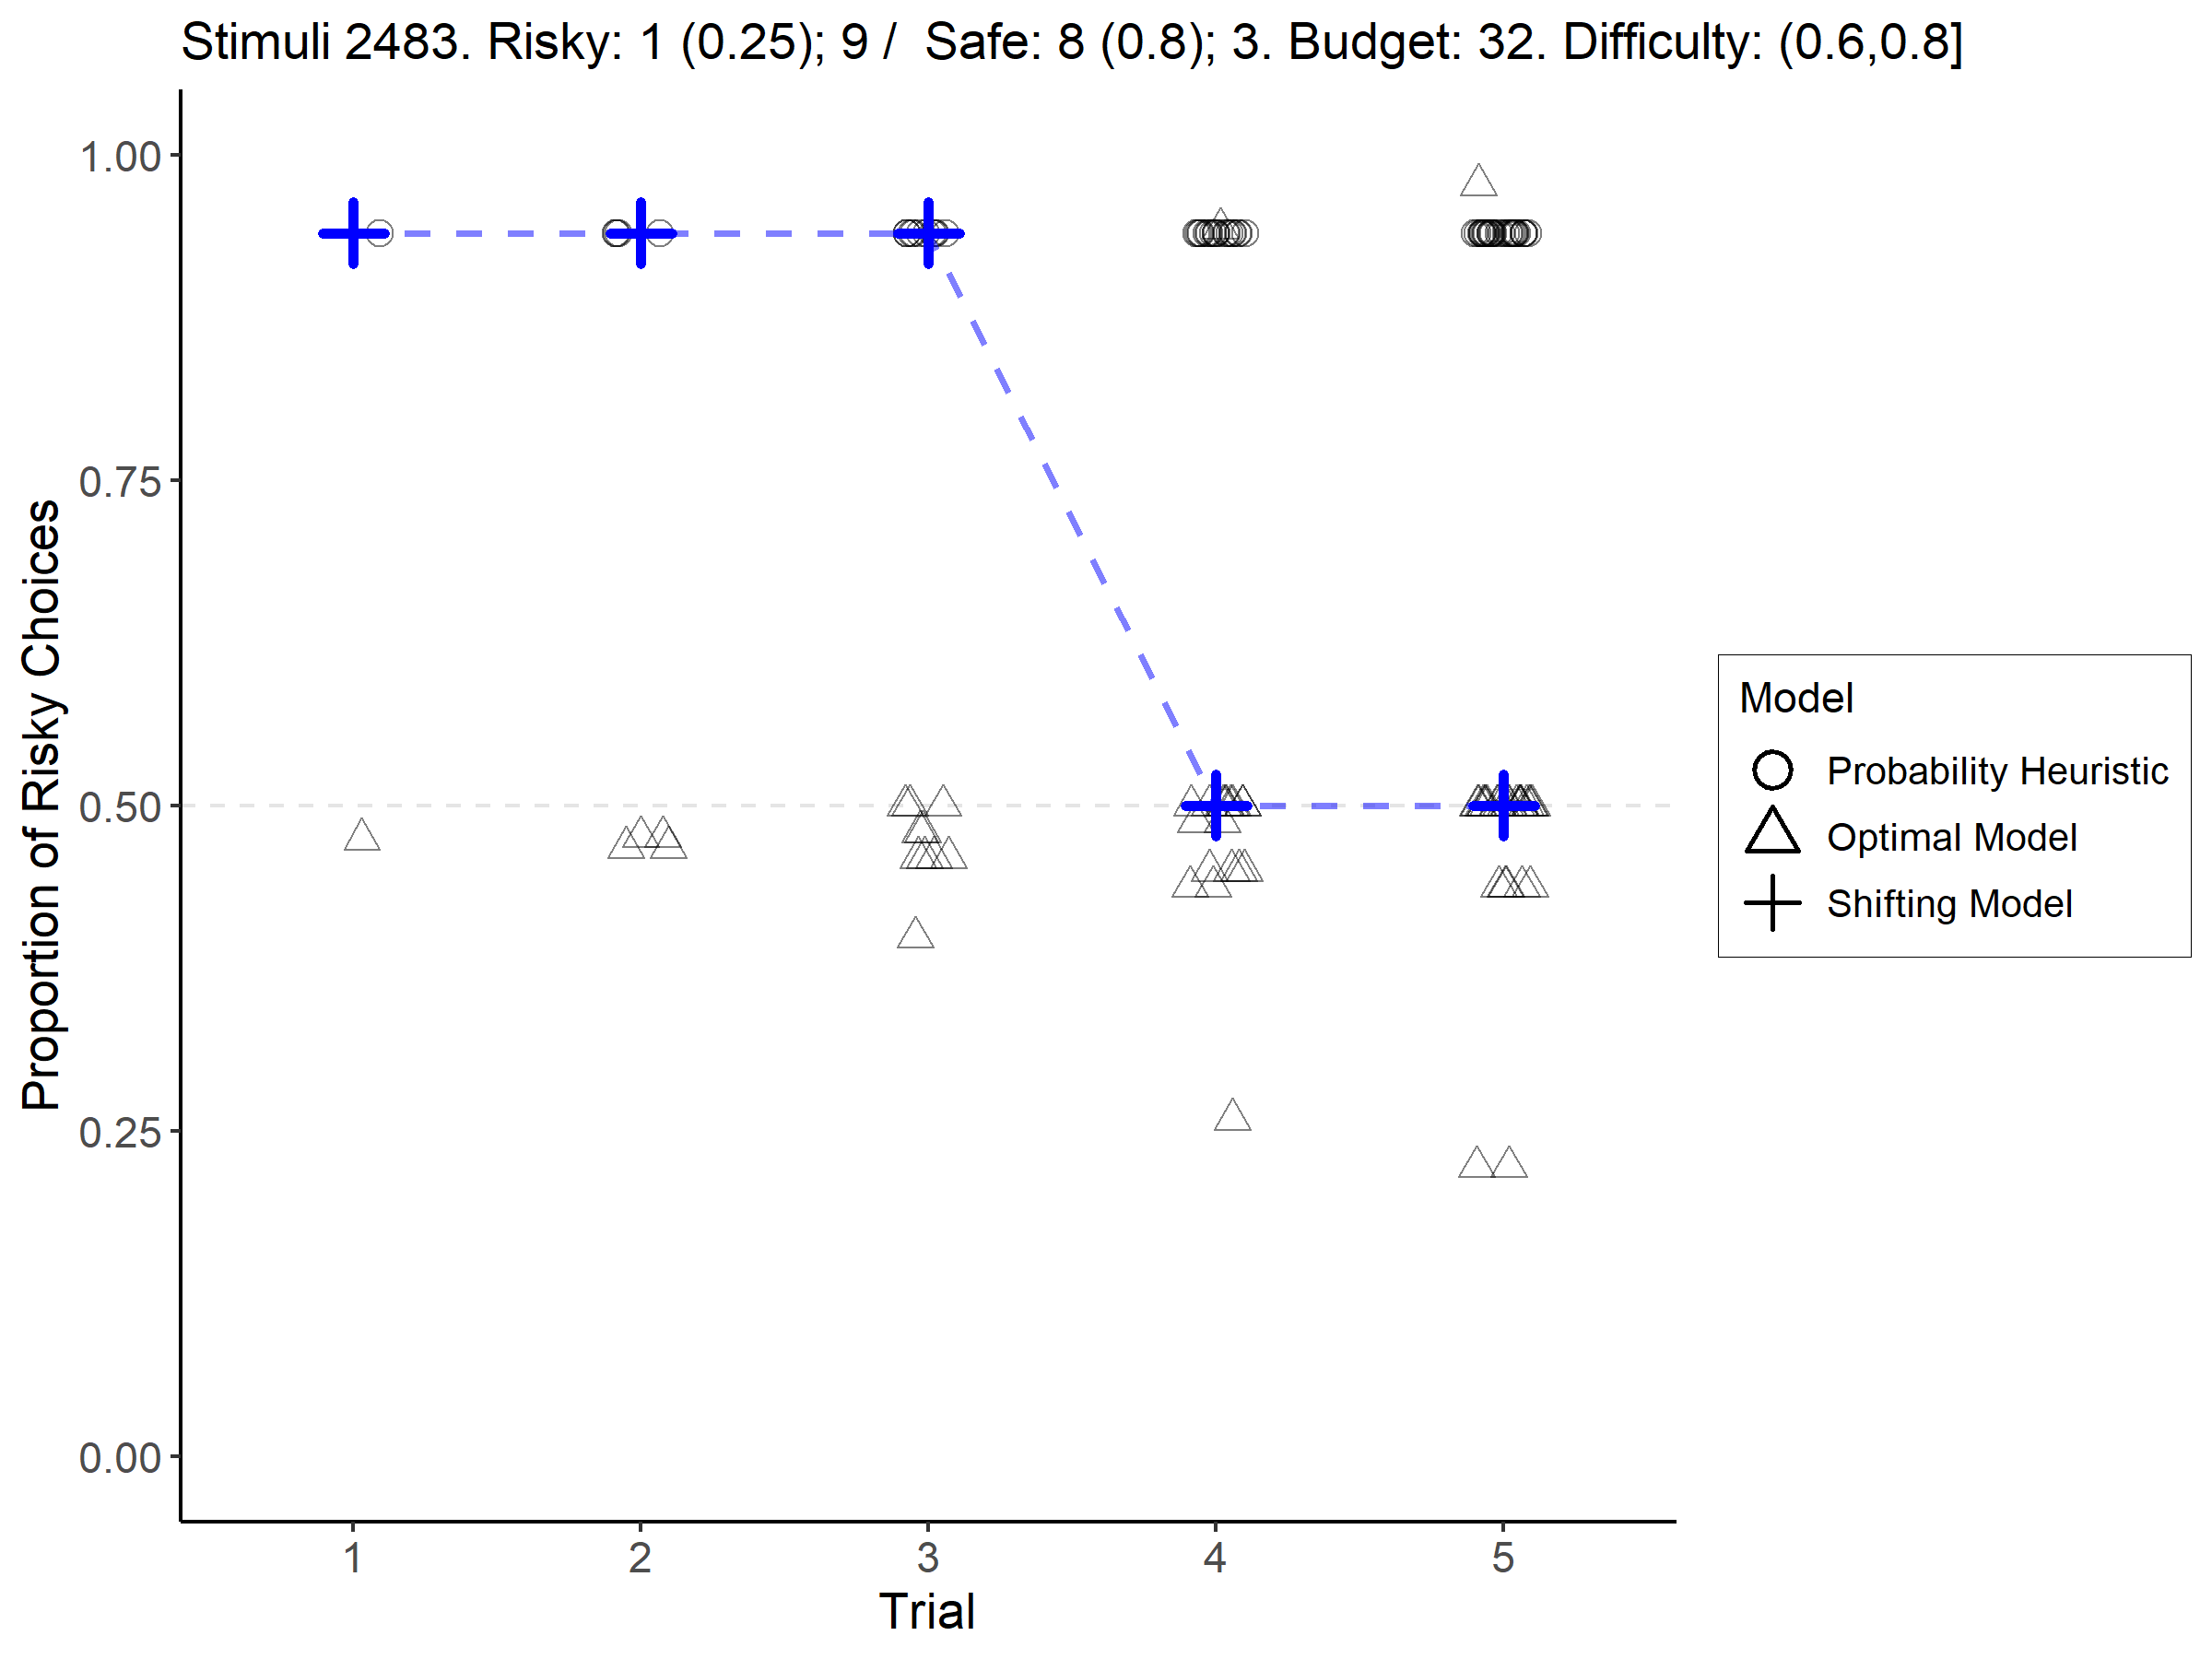 Stimuli 2483. Risky: 1 (0.25); 9 /  Safe: 8 (0.8); 3. Budget: 32. Difficulty: (0.6,0.8]
Proportion of Risky Choices
1.00
0.75
0.50
0.25
0.00
1 2 3 4 5
Trial
Model
Probability Heuristic
Optimal Model
Shifting Model